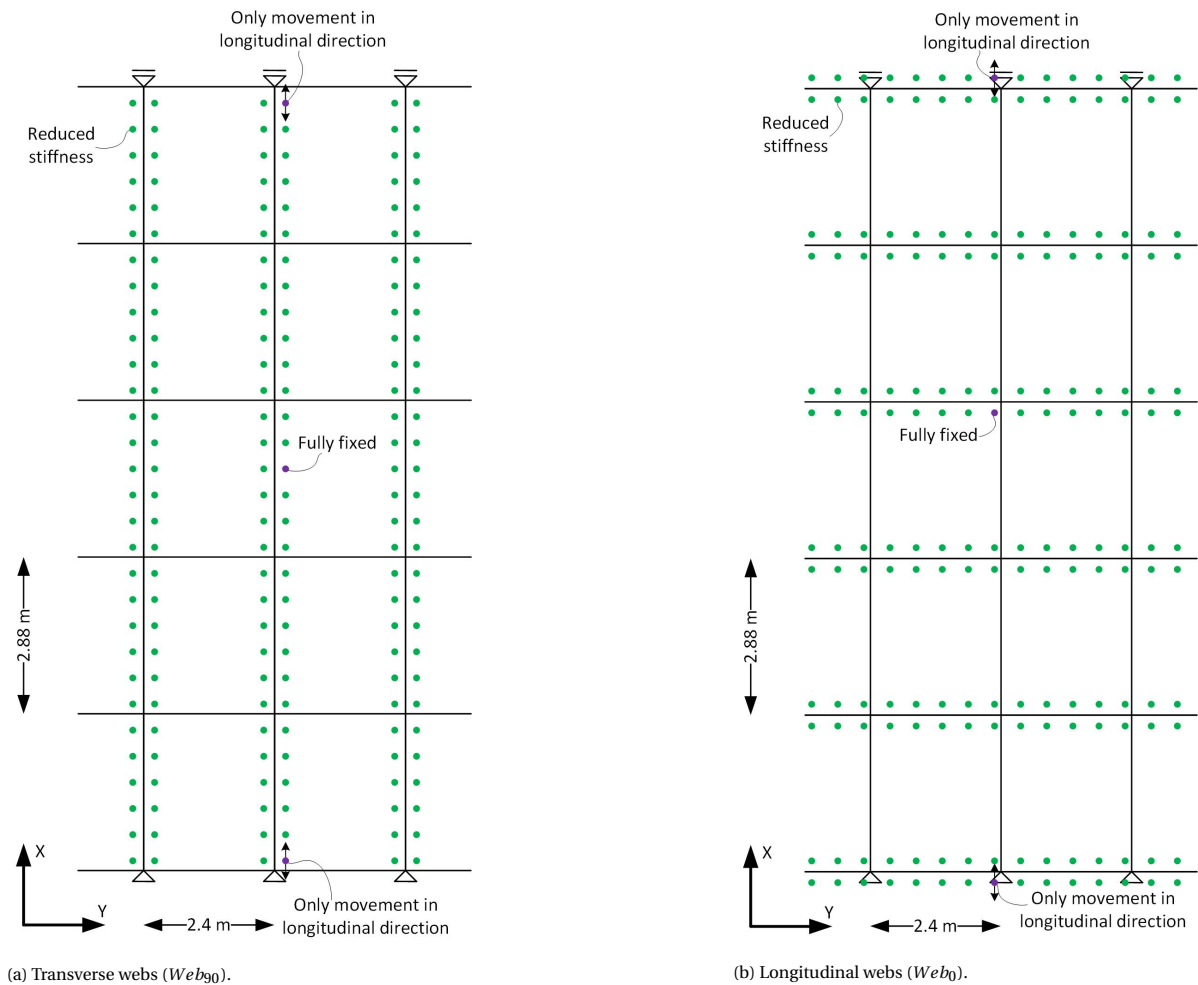 Only movement in
longitudinal direction
Reduced
stiffness
Fully fixed
2.88 m
X
Y
2.4 m
Only movement in
longitudinal direction
(a) Transverse webs (Web90).
Only movement in
longitudinal direction
Reduced
stiffness
Fully fixed
2.88 m
X
Y
2.4 m
Only movement in
longitudinal direction
(b) Longitudinal webs (Web0).